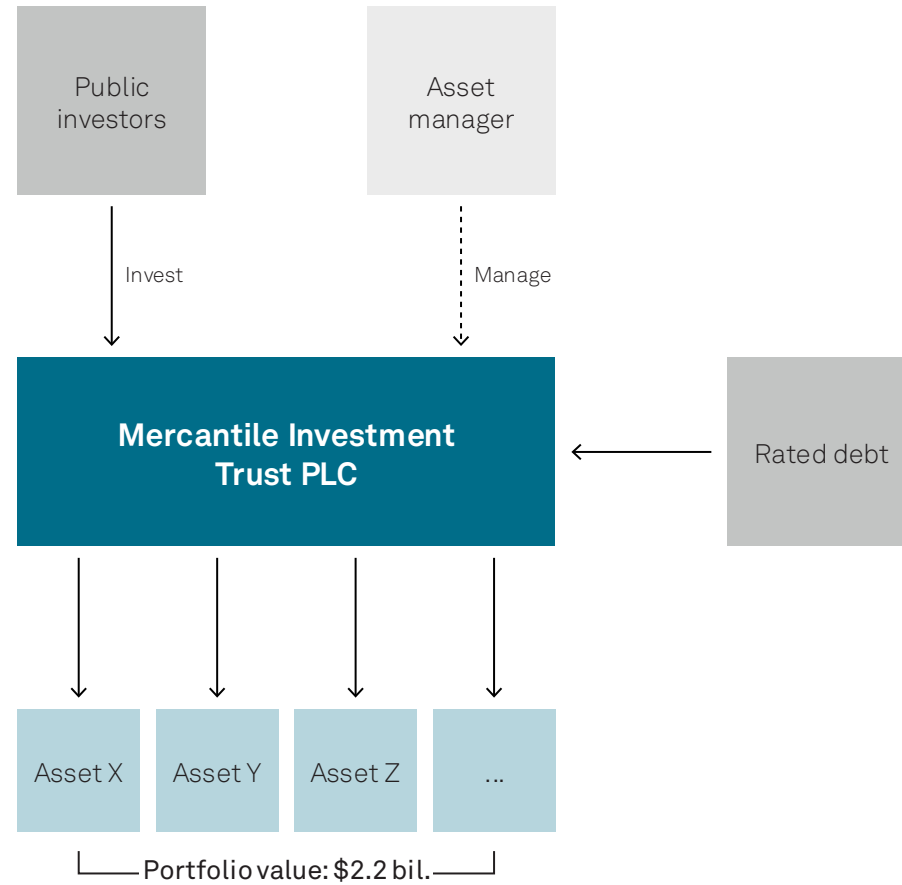 Public
investors
Asset
manager
Invest
Manage
Mercantile Investment
Trust PLC
Rated debt
Asset X
Asset Y
Asset Z
...
Portfolio value: $2.2 bil.